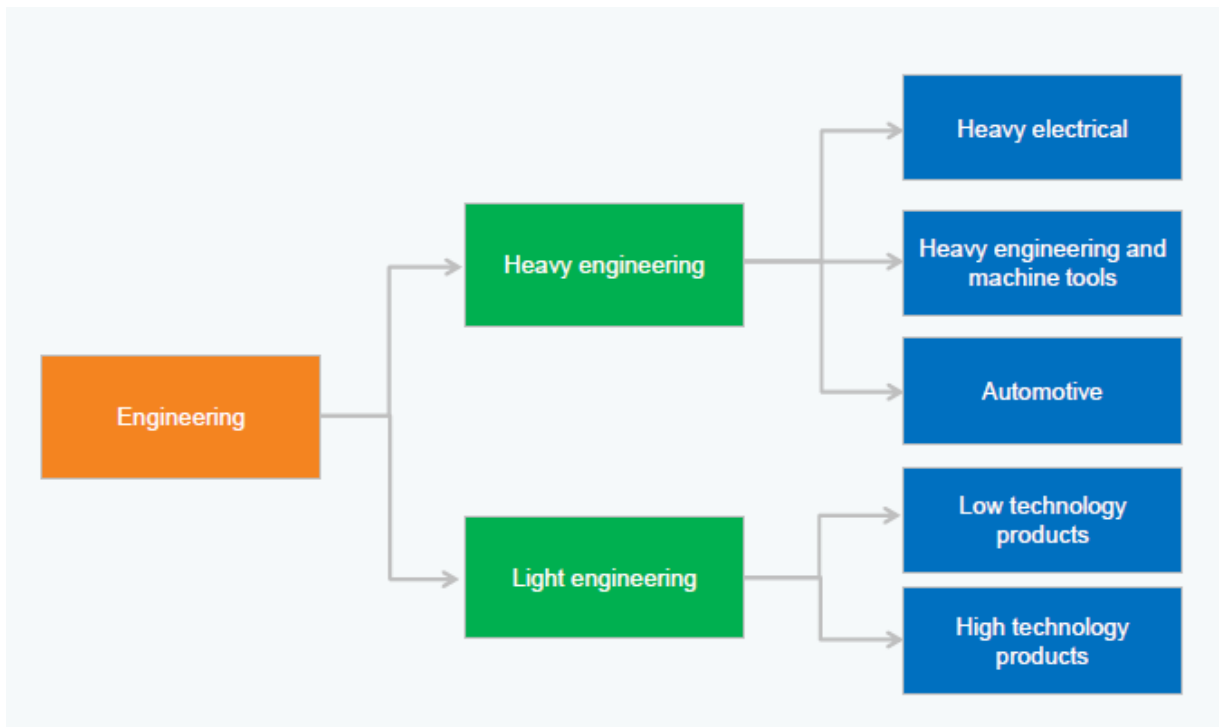 Heavy electrical
Heavy engineering
Heavy engineering and
machine tools
Engineering
Automotive
Light engineering
Low technology
products
High technology
products